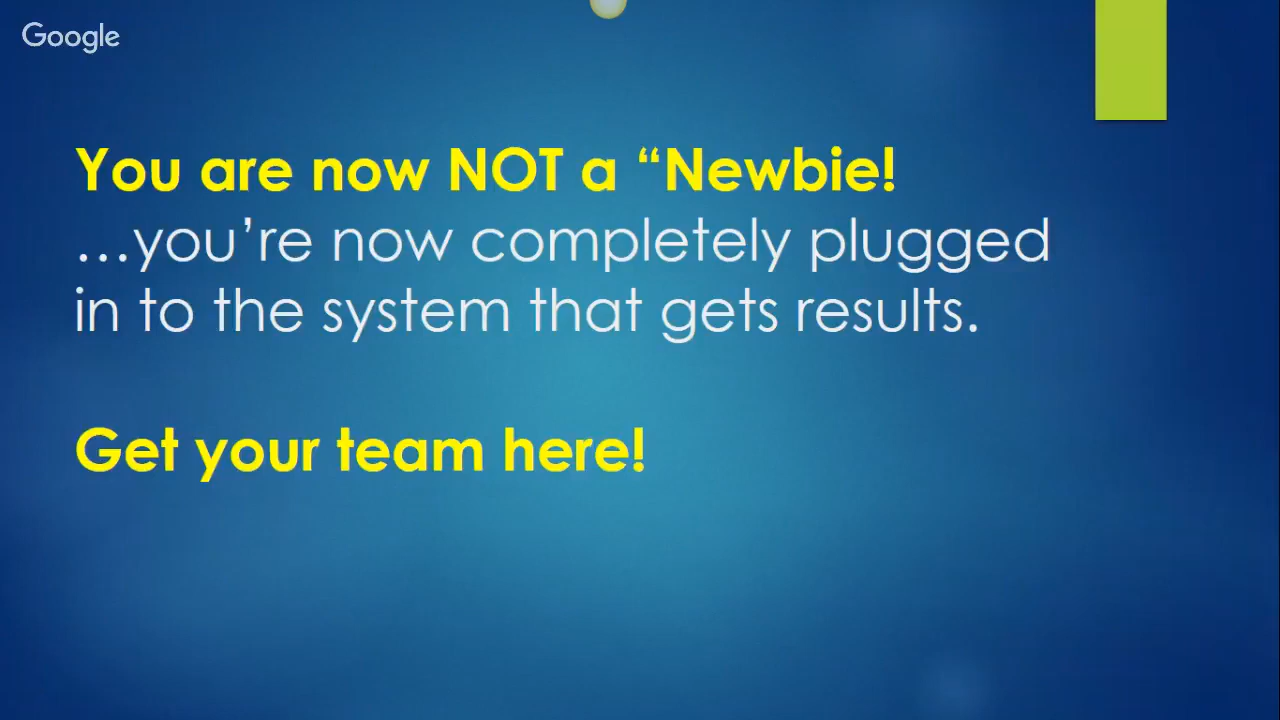 Google
You are now NOT a “Newbie!
…you’re now completely plugged
in to the system that gets results.
Get your team here!